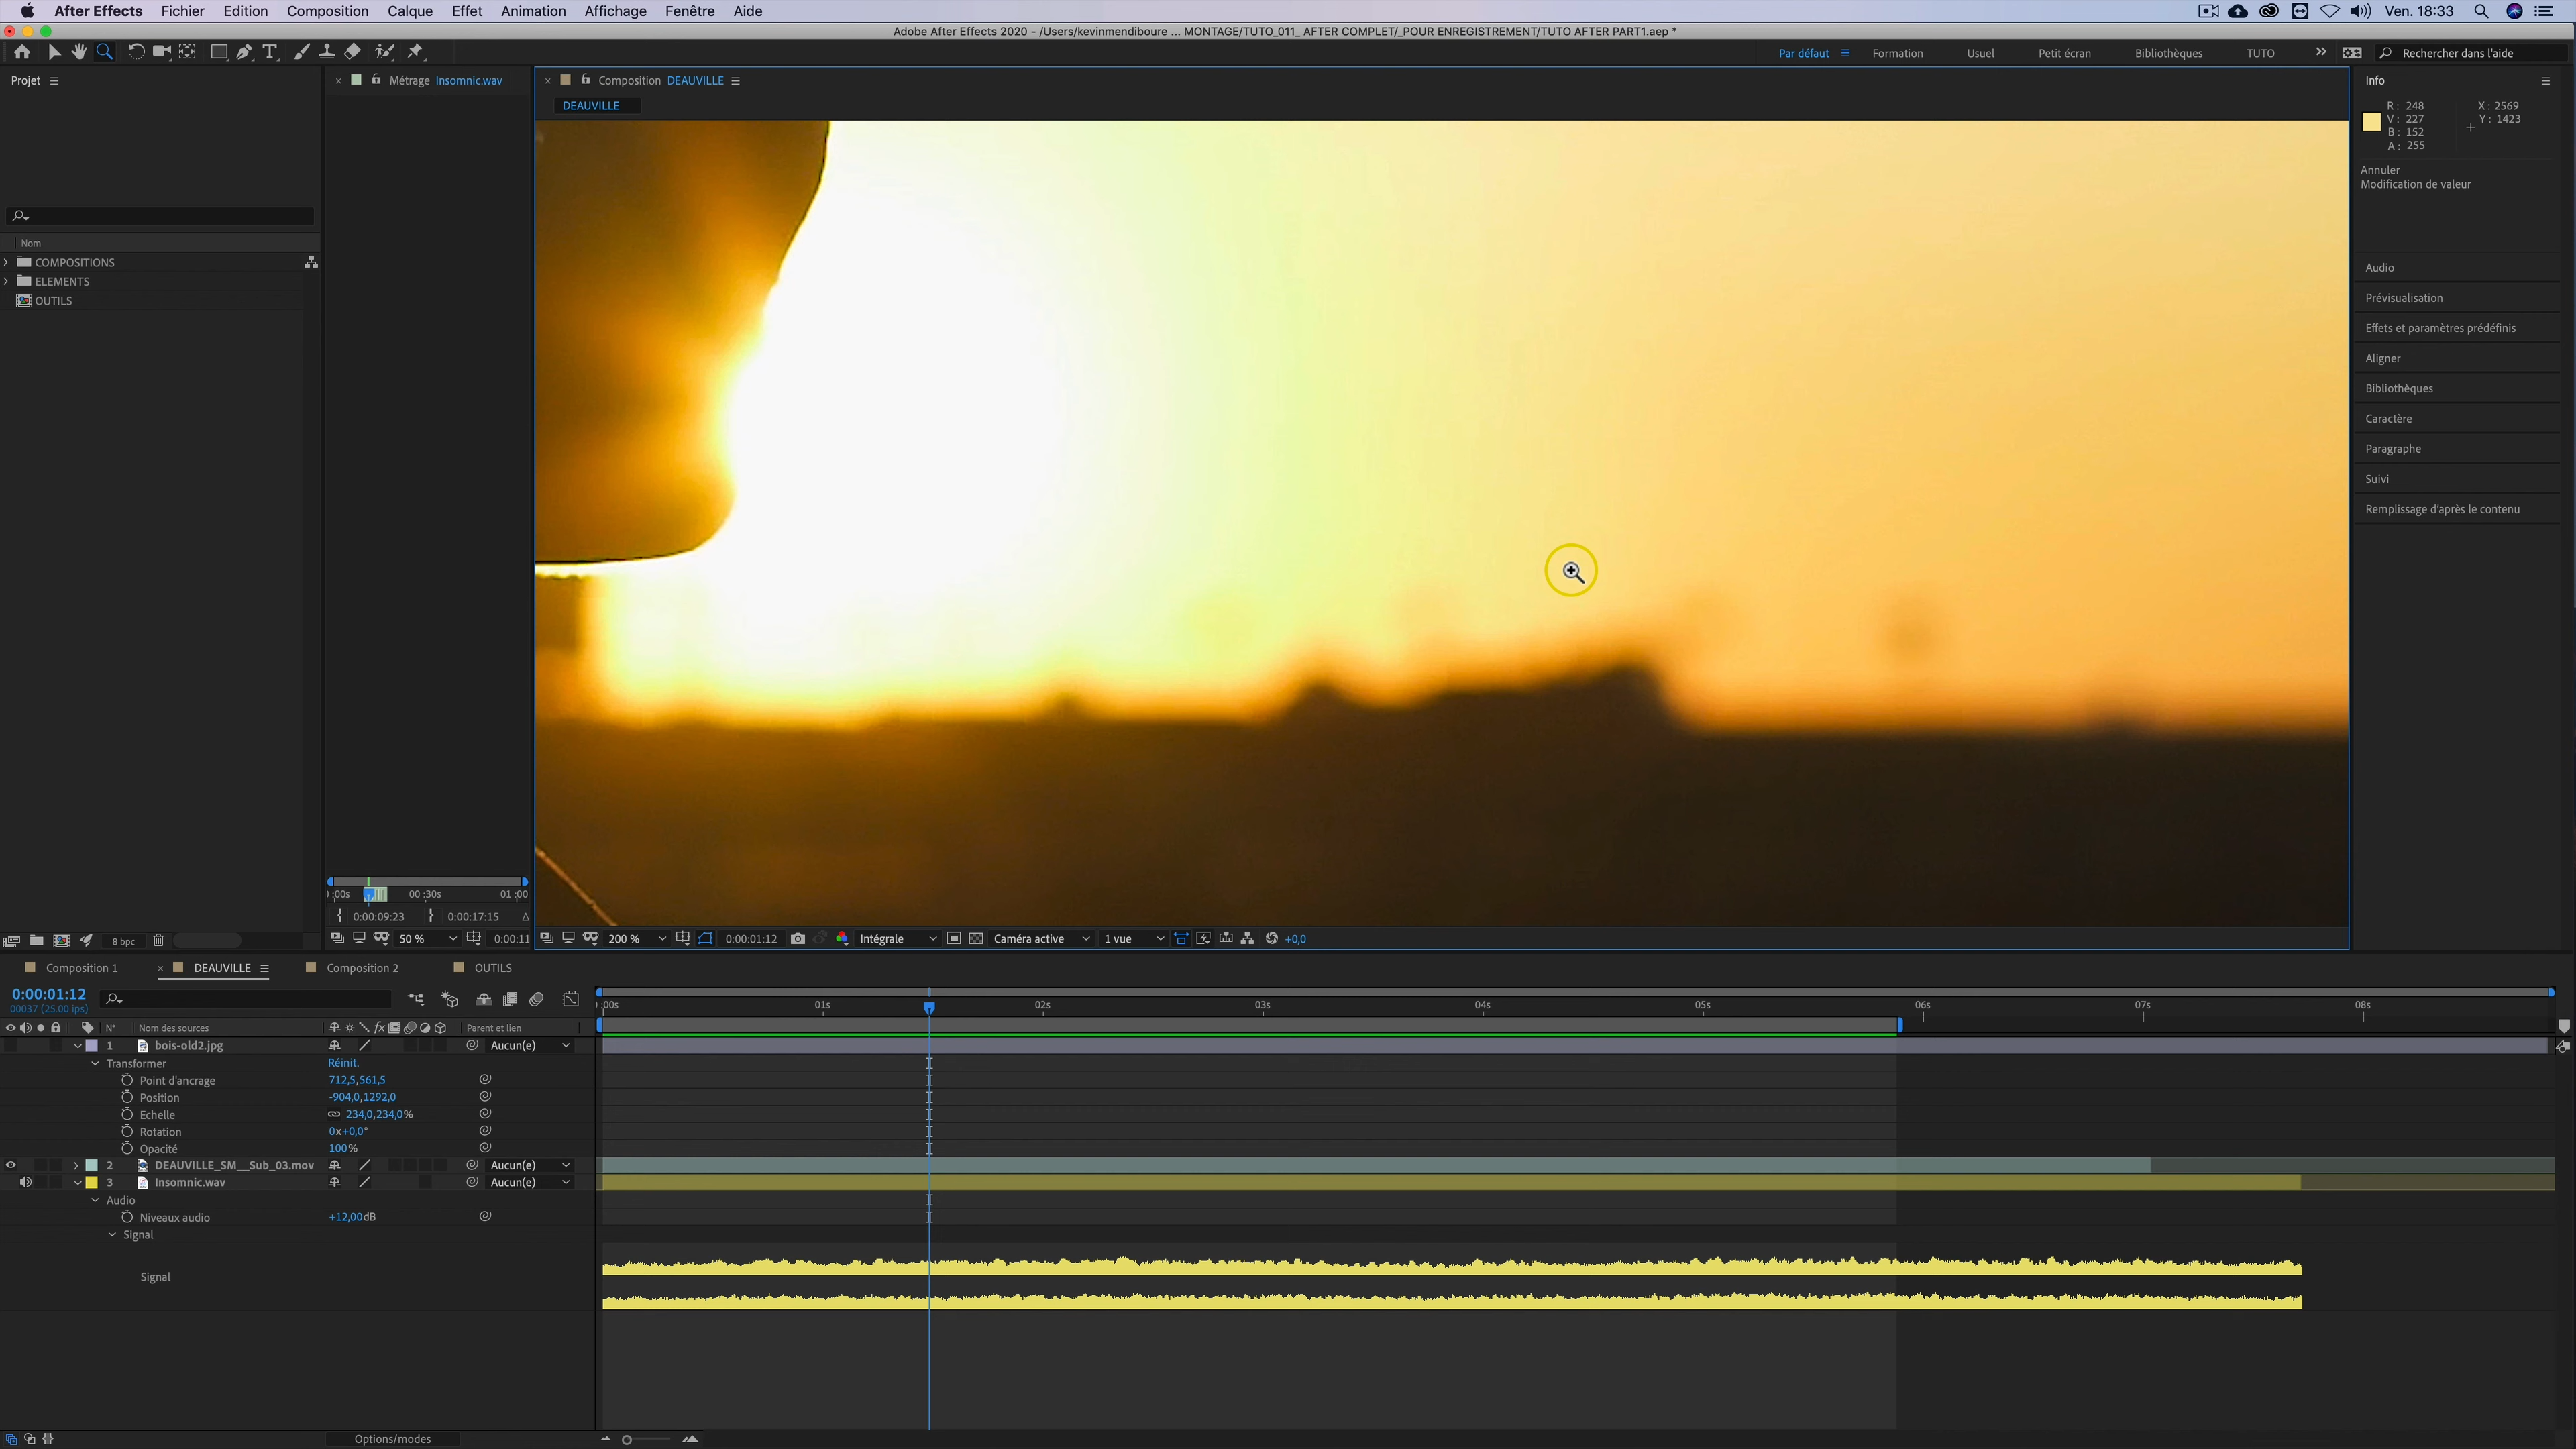 After Effects Fichier Edition Composition Calque Effet Animation Affichage Fenêtre Aide Ven. 18:33
Adobe After Effects 2020 - /Users/kevinmendiboure ... MONTAGE/TUTO_011_ AFTER COMPLET/_POUR ENREGISTREMENT/TUTO AFTER PART1.aep *
Par défaut Formation Usuel Petit écran Bibliothèques TUTO Rechercher dans l'aide
Projet
Métrage Insomnic.wav
Composition DEAUVILLE
DEAUVILLE
Info
R : 248
V : 227
B : 152
A : 255
X : 2569
Y : 1423
Annuler
Modification de valeur
Audio
Prévisualisation
Effets et paramètres prédéfinis
Aligner
Bibliothèques
Caractère
Paragraphe
Suivi
Remplissage d'après le contenu
Nom
COMPOSITIONS
ELEMENTS
OUTILS
:00s 00 :30s 01 :00
0:00:09:23 0:00:17:15
8 bpc
50 % 0:00:11
200 % 0:00:01:12 Intégrale Caméra active 1 vue +0,0
Composition 1 DEAUVILLE Composition 2 OUTILS
0:00:01:12
00037 (25.00 ips)
:00s 01s 02s 03s 04s 05s 06s 07s 08s
N° Nom des sources Parent et lien
1 bois-old2.jpg Aucun(e)
Transformer Réinit.
Point d'ancrage 712,5,561,5
Position -904,0,1292,0
Echelle 234,0,234,0%
Rotation 0x+0,0°
Opacité 100%
2 DEAUVILLE_SM__Sub_03.mov Aucun(e)
3 Insomnic.wav Aucun(e)
Audio
Niveaux audio +12,00dB
Signal
Signal
Options/modes